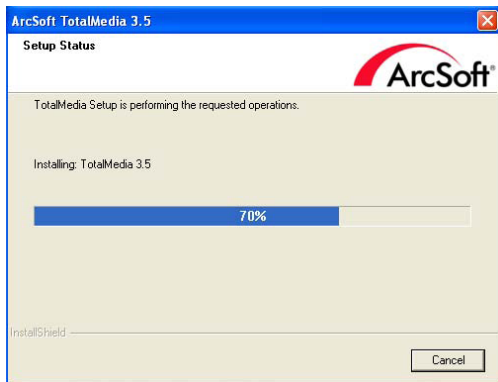 ArcSoft TotalMedia 3.5
Setup Status
ArcSoft®
TotalMedia Setup is performing the requested operations.
Installing: TotalMedia 3.5
70%
InstallShield
Cancel